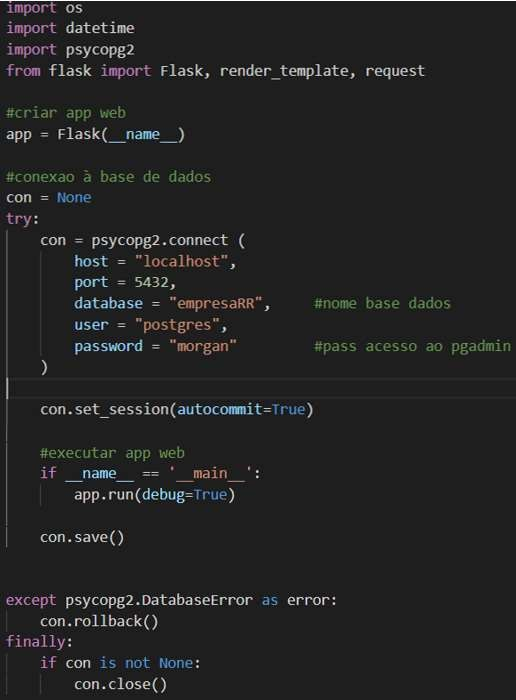 import os
import datetime
import psycopg2
from flask import Flask, render_template, request
#criar app web
app = Flask(__name__)
#conexao à base de dados
con = None
try:
    con = psycopg2.connect (
        host = "localhost",
        port = 5432,
        database = "empresaRR",     #nome base dados
        user = "postgres",
        password = "morgan"         #pass acesso ao pgadmin
    )
    con.set_session(autocommit=True)
    #executar app web
    if __name__ == '__main__':
        app.run(debug=True)
    con.save()
except psycopg2.DatabaseError as error:
    con.rollback()
finally:
    if con is not None:
        con.close()